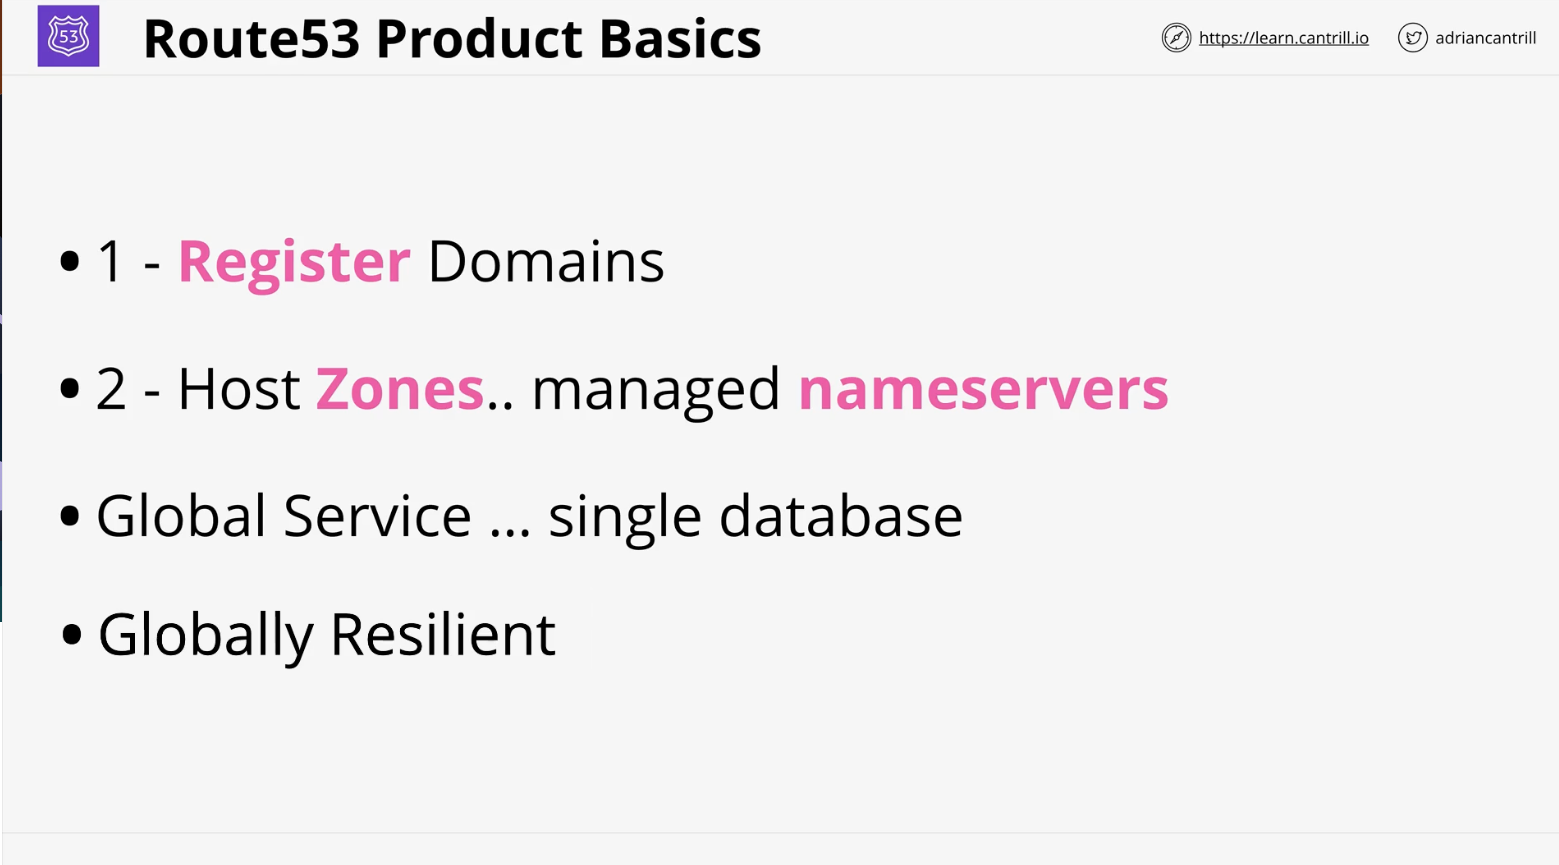 53
Route53 Product Basics
https://learn.cantrill.io
adriancantrill
• 1 - Register Domains
• 2 - Host Zones.. managed nameservers
• Global Service ... single database
• Globally Resilient